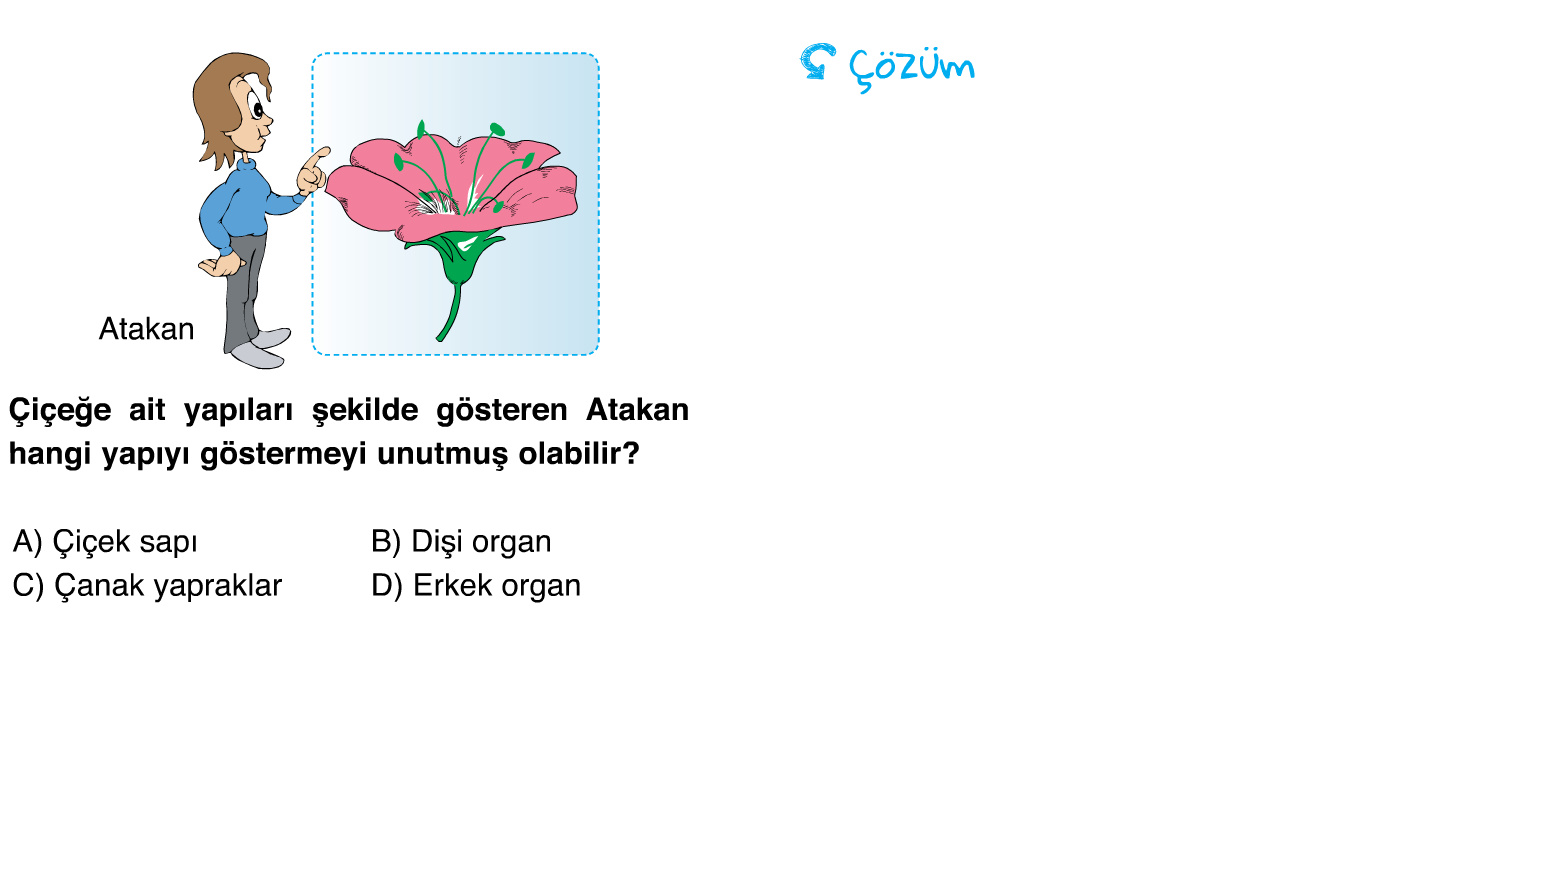 Çözüm
Atakan
Çiçeğe ait yapıları şekilde gösteren Atakan
hangi yapıyı göstermeyi unutmuş olabilir?
A) Çiçek sapı B) Dişi organ
C) Çanak yapraklar D) Erkek organ